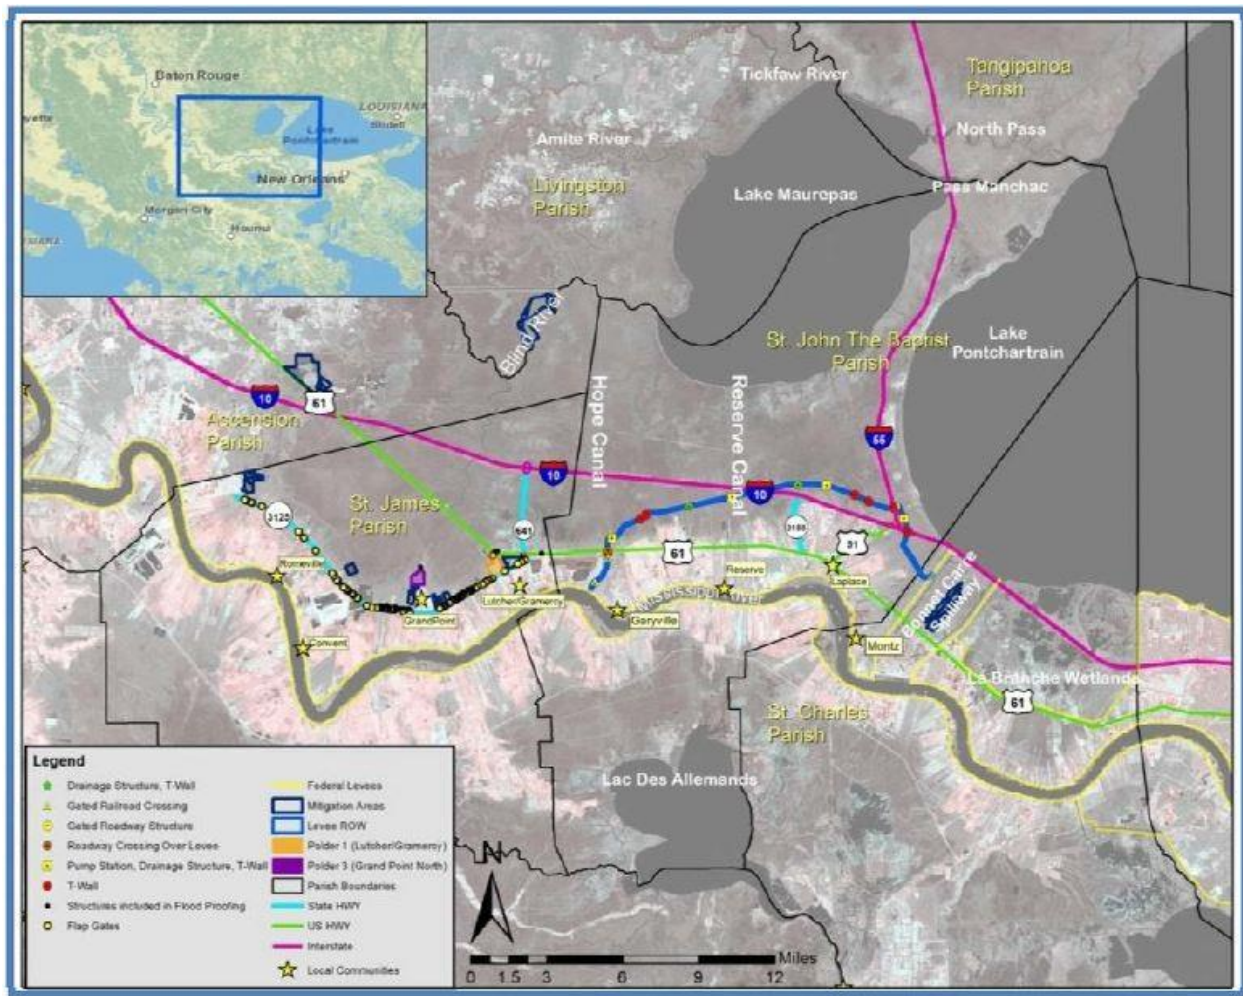 Baton Rouge
LOUISIANA
Slidell
Lake
Pontchartrain
New Orleans
Morgan City
Houma
Tickfaw River
Tangipahoa
Parish
North Pass
Amite River
Livingston
Parish
Lake Maurepas
Pass Manchac
Blind River
St. John The Baptist
Parish
Lake
Pontchartrain
Hope Canal
Reserve Canal
61
10
Ascension
Parish
55
10
10
St. James
Parish
3125
641
3188
61
51
Romeville
Reserve
Laplace
Lutcher/Gramercy
GrandPoint
Mississippi River
Garyville
Bonnet Carre
Spillway
Convent
Montz
La Branche Wetlands
61
St. Charles
Parish
Lac Des Allemands
Legend
Drainage Structure, T-Wall
Gated Railroad Crossing
Gated Roadway Structure
Roadway Crossing Over Levee
Pump Station, Drainage Structure, T-Wall
T-Wall
Structures included in Flood Proofing
Flap Gates
Federal Levees
Mitigation Areas
Levee ROW
Polder 1 (Lutcher/Gramercy)
Polder 3 (Grand Point North)
Parish Boundaries
State HWY
US HWY
Interstate
Local Communities
N
Miles
0 1.5 3 6 9 12